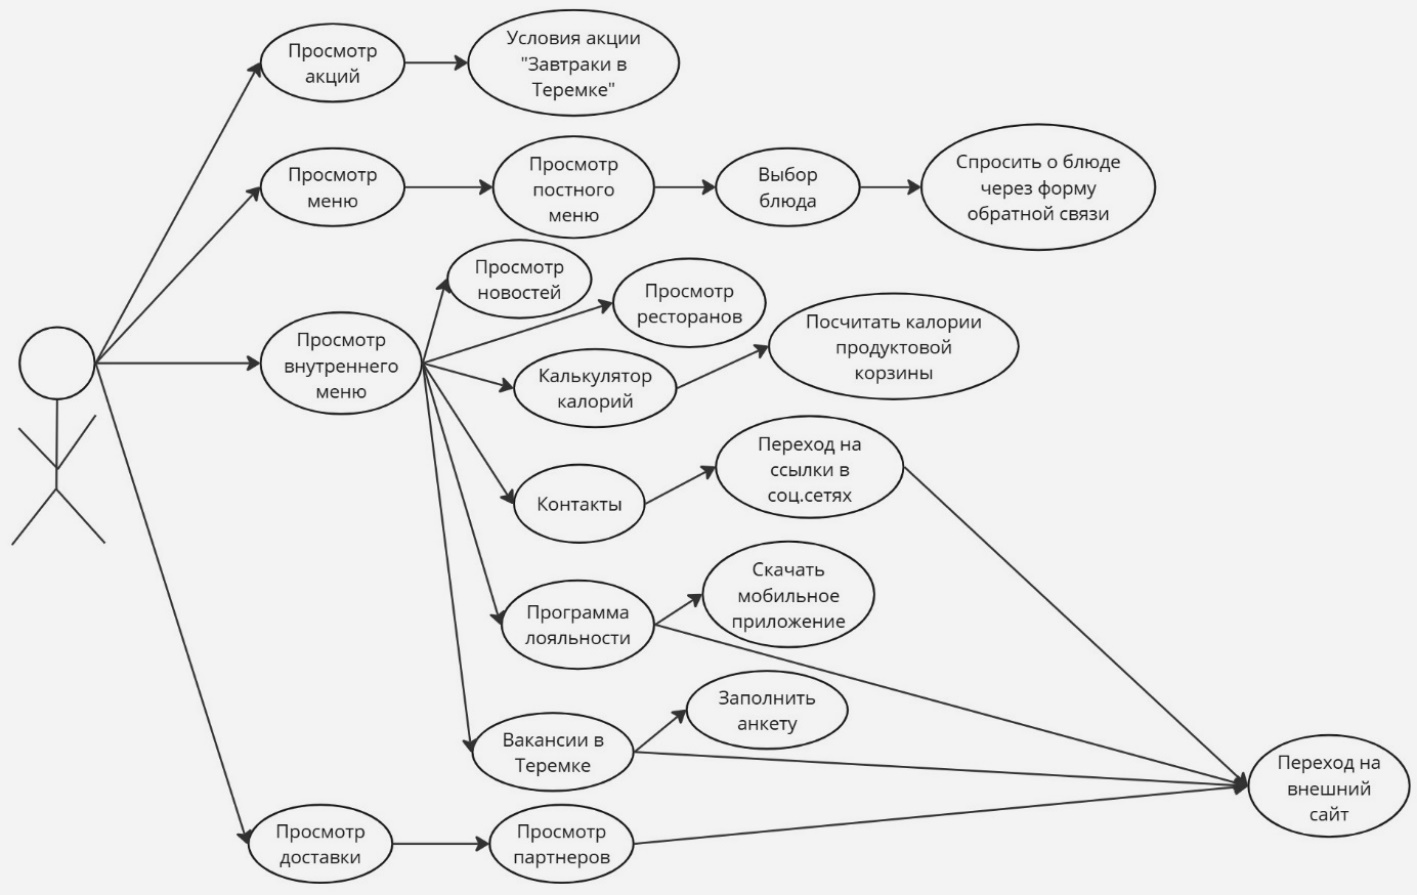 Просмотр
акций
Условия акции
"Завтраки в
Теремке"
Просмотр
меню
Просмотр
постного
меню
Выбор
блюда
Спросить о блюде
через форму
обратной связи
Просмотр
внутреннего
меню
Просмотр
новостей
Просмотр
ресторанов
Калькулятор
калорий
Посчитать калории
продуктовой
корзины
Контакты
Переход на
ссылки в
соц.сетях
Программа
лояльности
Скачать
мобильное
приложение
Вакансии в
Теремке
Заполнить
анкету
Просмотр
доставки
Просмотр
партнеров
Переход на
внешний
сайт